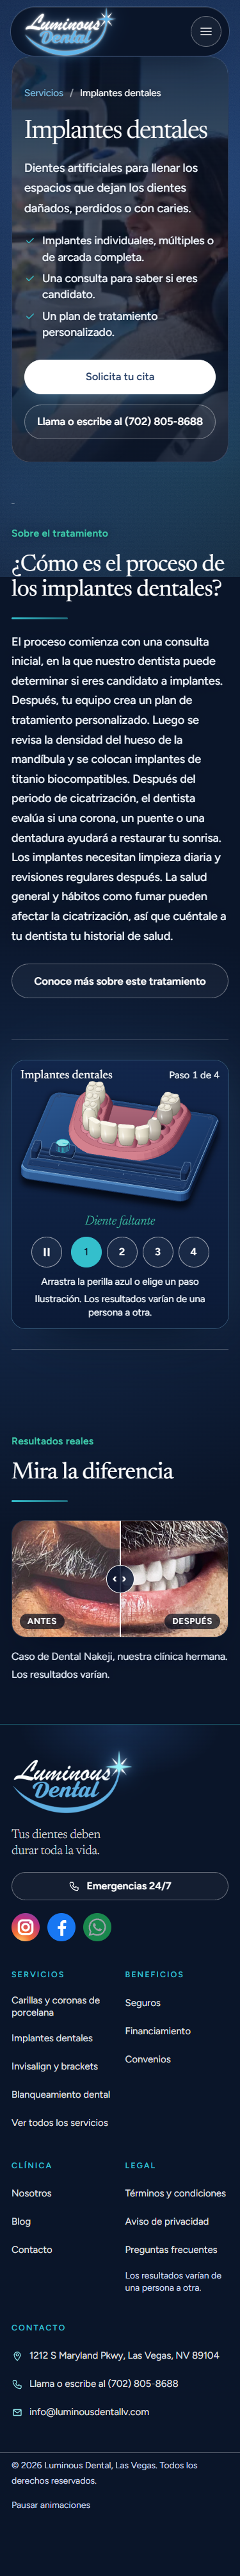 Luminous
Dental
Servicios / Implantes dentales
Implantes dentales
Dientes artificiales para llenar los
espacios que dejan los dientes
dañados, perdidos o con caries.
Implantes individuales, múltiples o
de arcada completa.
Una consulta para saber si eres
candidato.
Un plan de tratamiento
personalizado.
Solicita tu cita
Llama o escribe al (702) 805-8688
Sobre el tratamiento
¿Cómo es el proceso de
los implantes dentales?
El proceso comienza con una consulta
inicial, en la que nuestro dentista puede
determinar si eres candidato a implantes.
Después, tu equipo crea un plan de
tratamiento personalizado. Luego se
revisa la densidad del hueso de la
mandíbula y se colocan implantes de
titanio biocompatibles. Después del
periodo de cicatrización, el dentista
evalúa si una corona, un puente o una
dentadura ayudará a restaurar tu sonrisa.
Los implantes necesitan limpieza diaria y
revisiones regulares después. La salud
general y hábitos como fumar pueden
afectar la cicatrización, así que cuéntale a
tu dentista tu historial de salud.
Conoce más sobre este tratamiento
Implantes dentales
Paso 1 de 4
Diente faltante
1 2 3 4
Arrastra la perilla azul o elige un paso
Ilustración. Los resultados varían de una
persona a otra.
Resultados reales
Mira la diferencia
ANTES
DESPUÉS
Caso de Dental Nakeji, nuestra clínica hermana.
Los resultados varían.
Luminous
Dental
Tus dientes deben
durar toda la vida.
Emergencias 24/7
SERVICIOS
Carillas y coronas de
porcelana
Implantes dentales
Invisalign y brackets
Blanqueamiento dental
Ver todos los servicios
BENEFICIOS
Seguros
Financiamiento
Convenios
CLÍNICA
Nosotros
Blog
Contacto
LEGAL
Términos y condiciones
Aviso de privacidad
Preguntas frecuentes
Los resultados varían de
una persona a otra.
CONTACTO
1212 S Maryland Pkwy, Las Vegas, NV 89104
Llama o escribe al (702) 805-8688
info@luminousdentallv.com
© 2026 Luminous Dental, Las Vegas. Todos los
derechos reservados.
Pausar animaciones